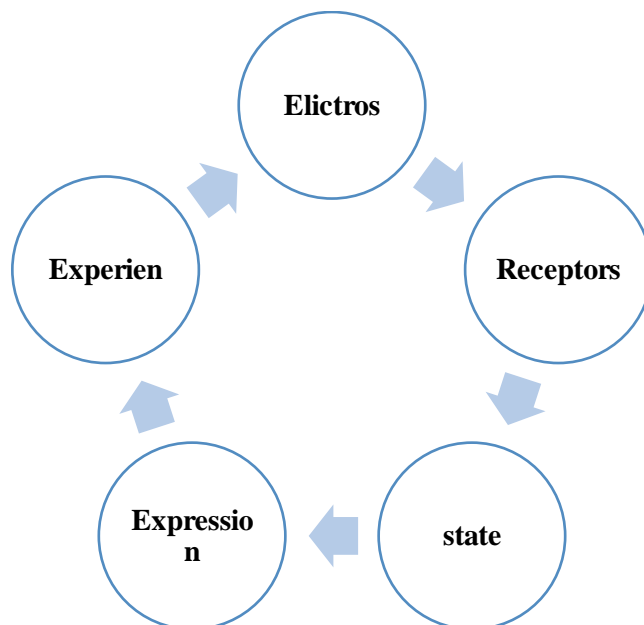 Elictros
Receptors
state
Expressio
n
Experien